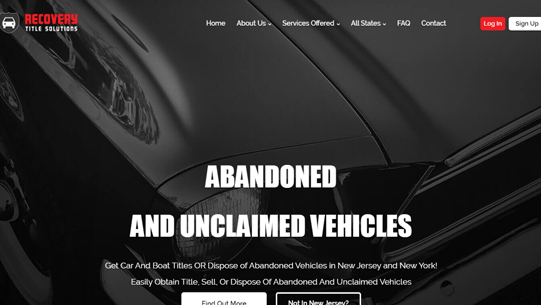 RECOVERY
TITLE SOLUTIONS
Home About Us Services Offered All States FAQ Contact Log In Sign Up
ABANDONED
AND UNCLAIMED VEHICLES
Get Car And Boat Titles OR Dispose of Abandoned Vehicles in New Jersey and New York!
Easily Obtain Title, Sell, Or Dispose Of Abandoned And Unclaimed Vehicles
Find Out More Not In New Jersey?